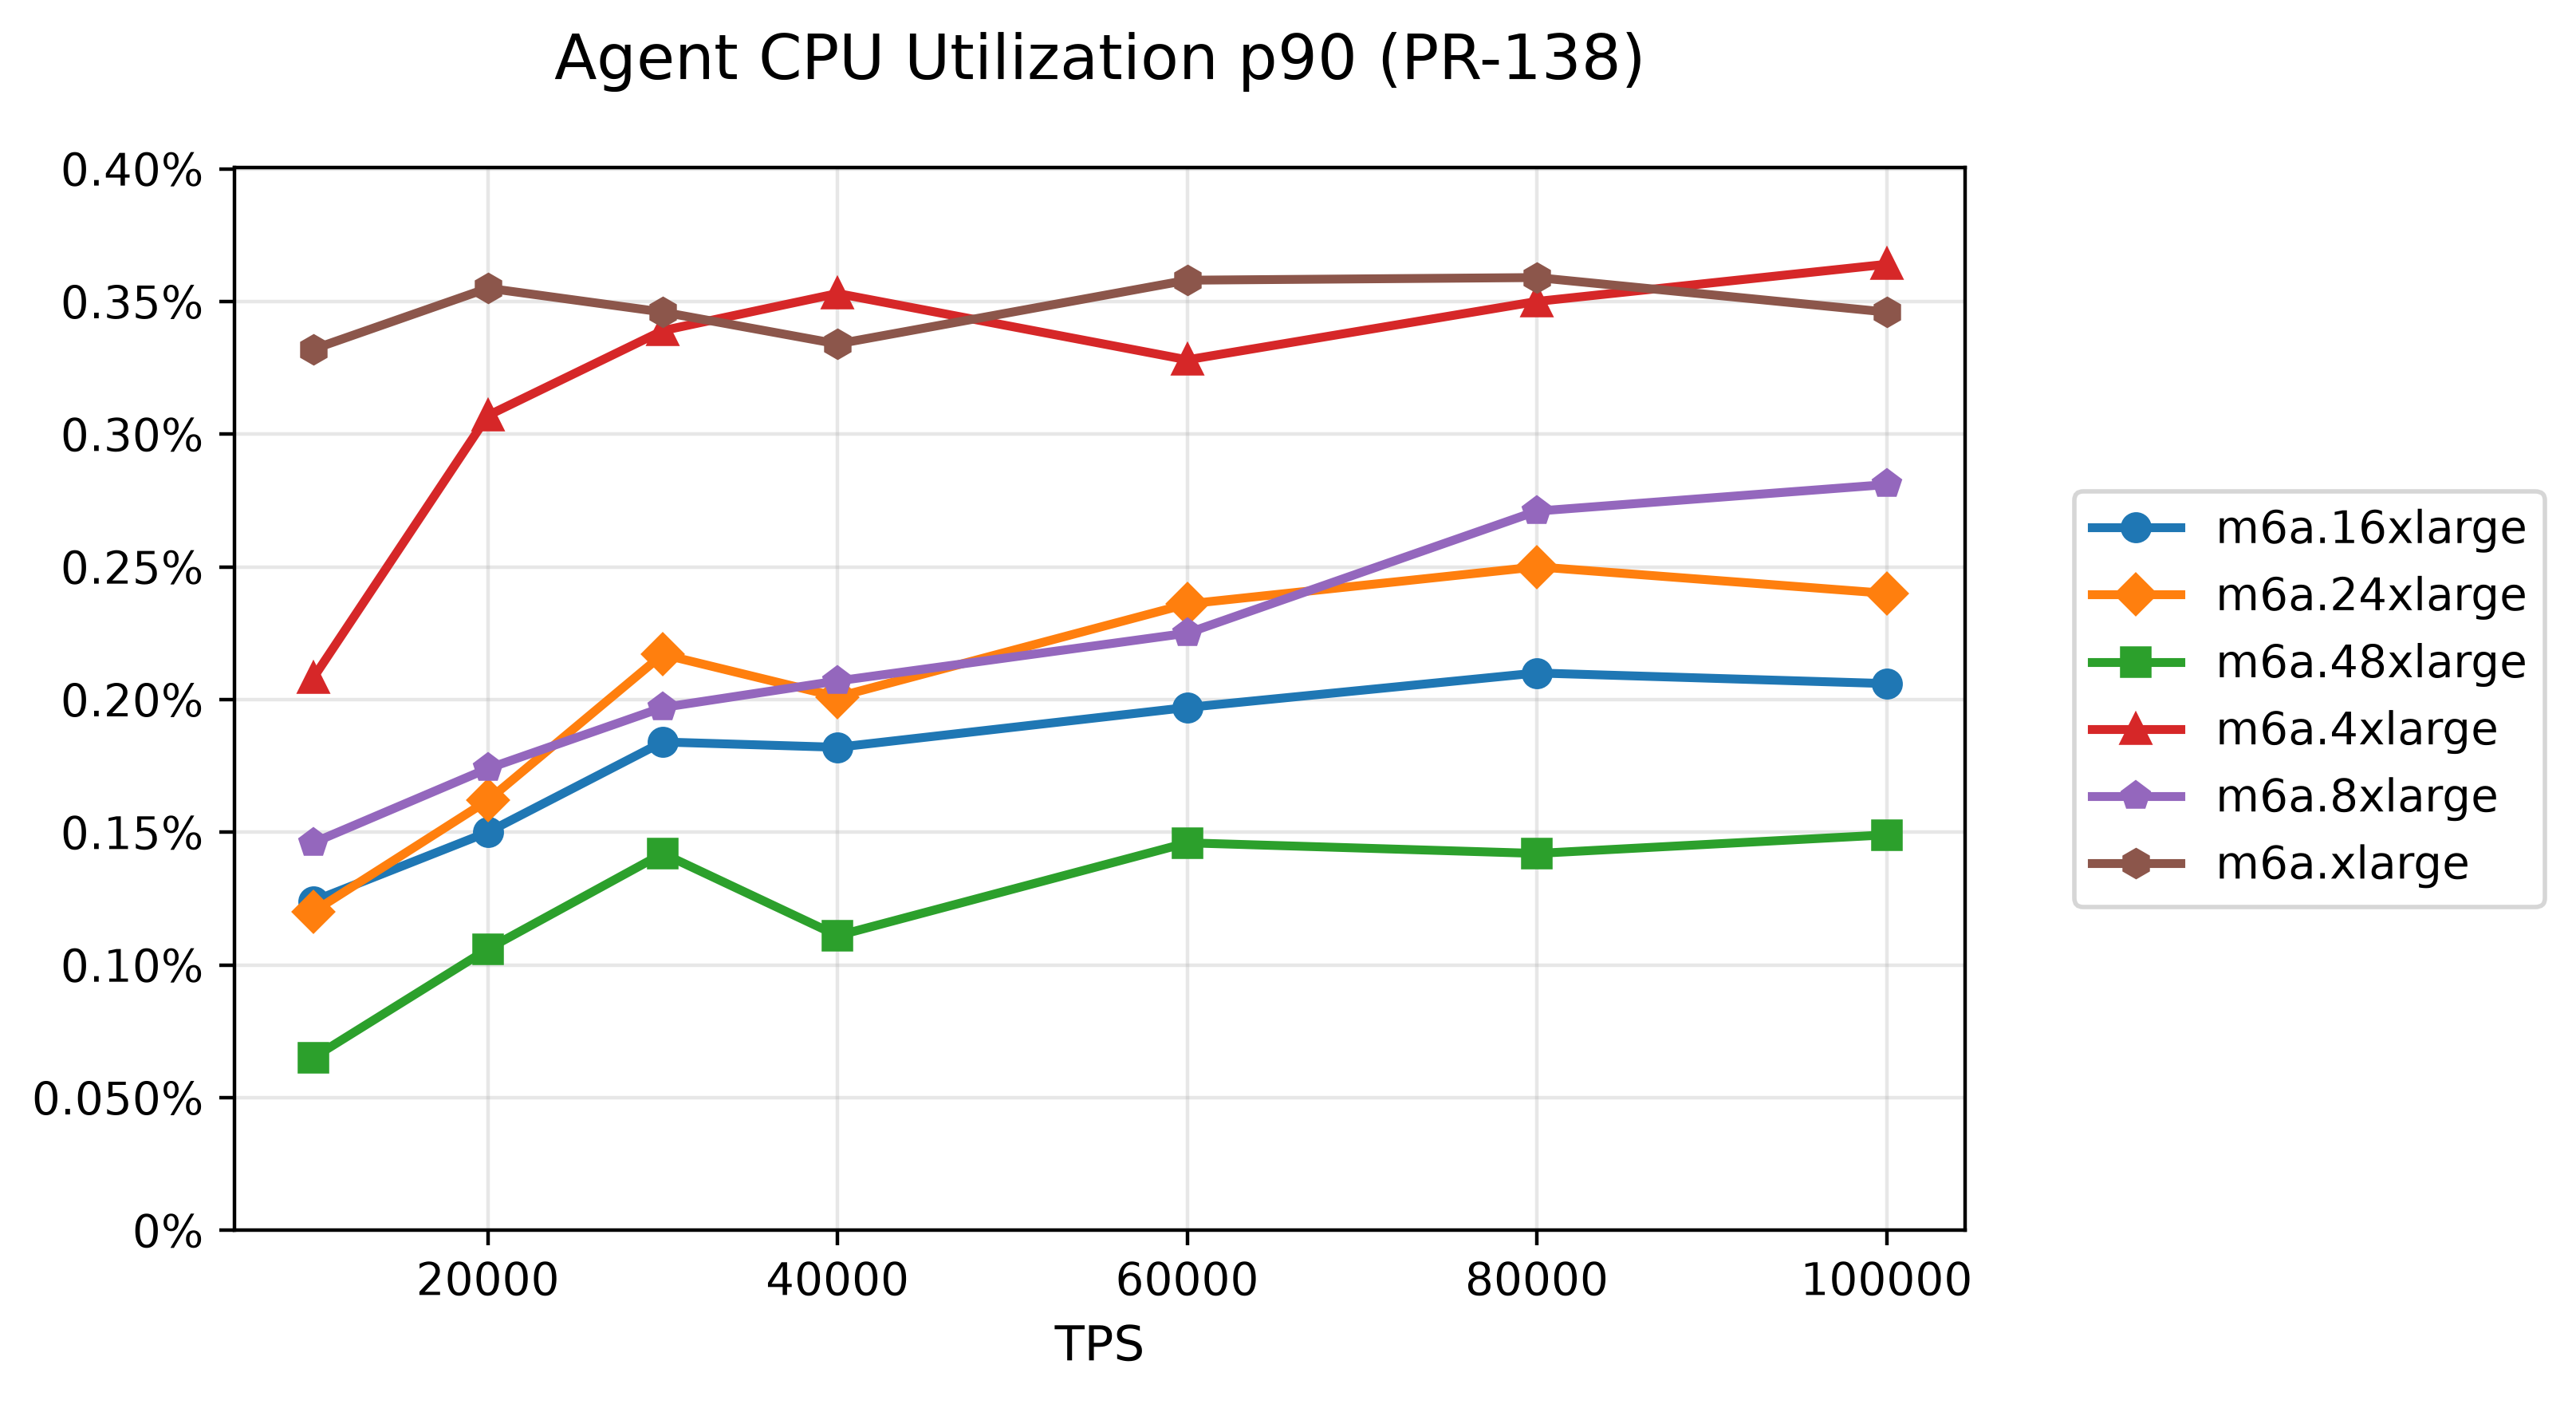 Agent CPU Utilization p90 (PR-138)
0.40%
0.35%
0.30%
0.25%
0.20%
0.15%
0.10%
0.050%
0%
20000 40000 60000 80000 100000
TPS
m6a.16xlarge
m6a.24xlarge
m6a.48xlarge
m6a.4xlarge
m6a.8xlarge
m6a.xlarge